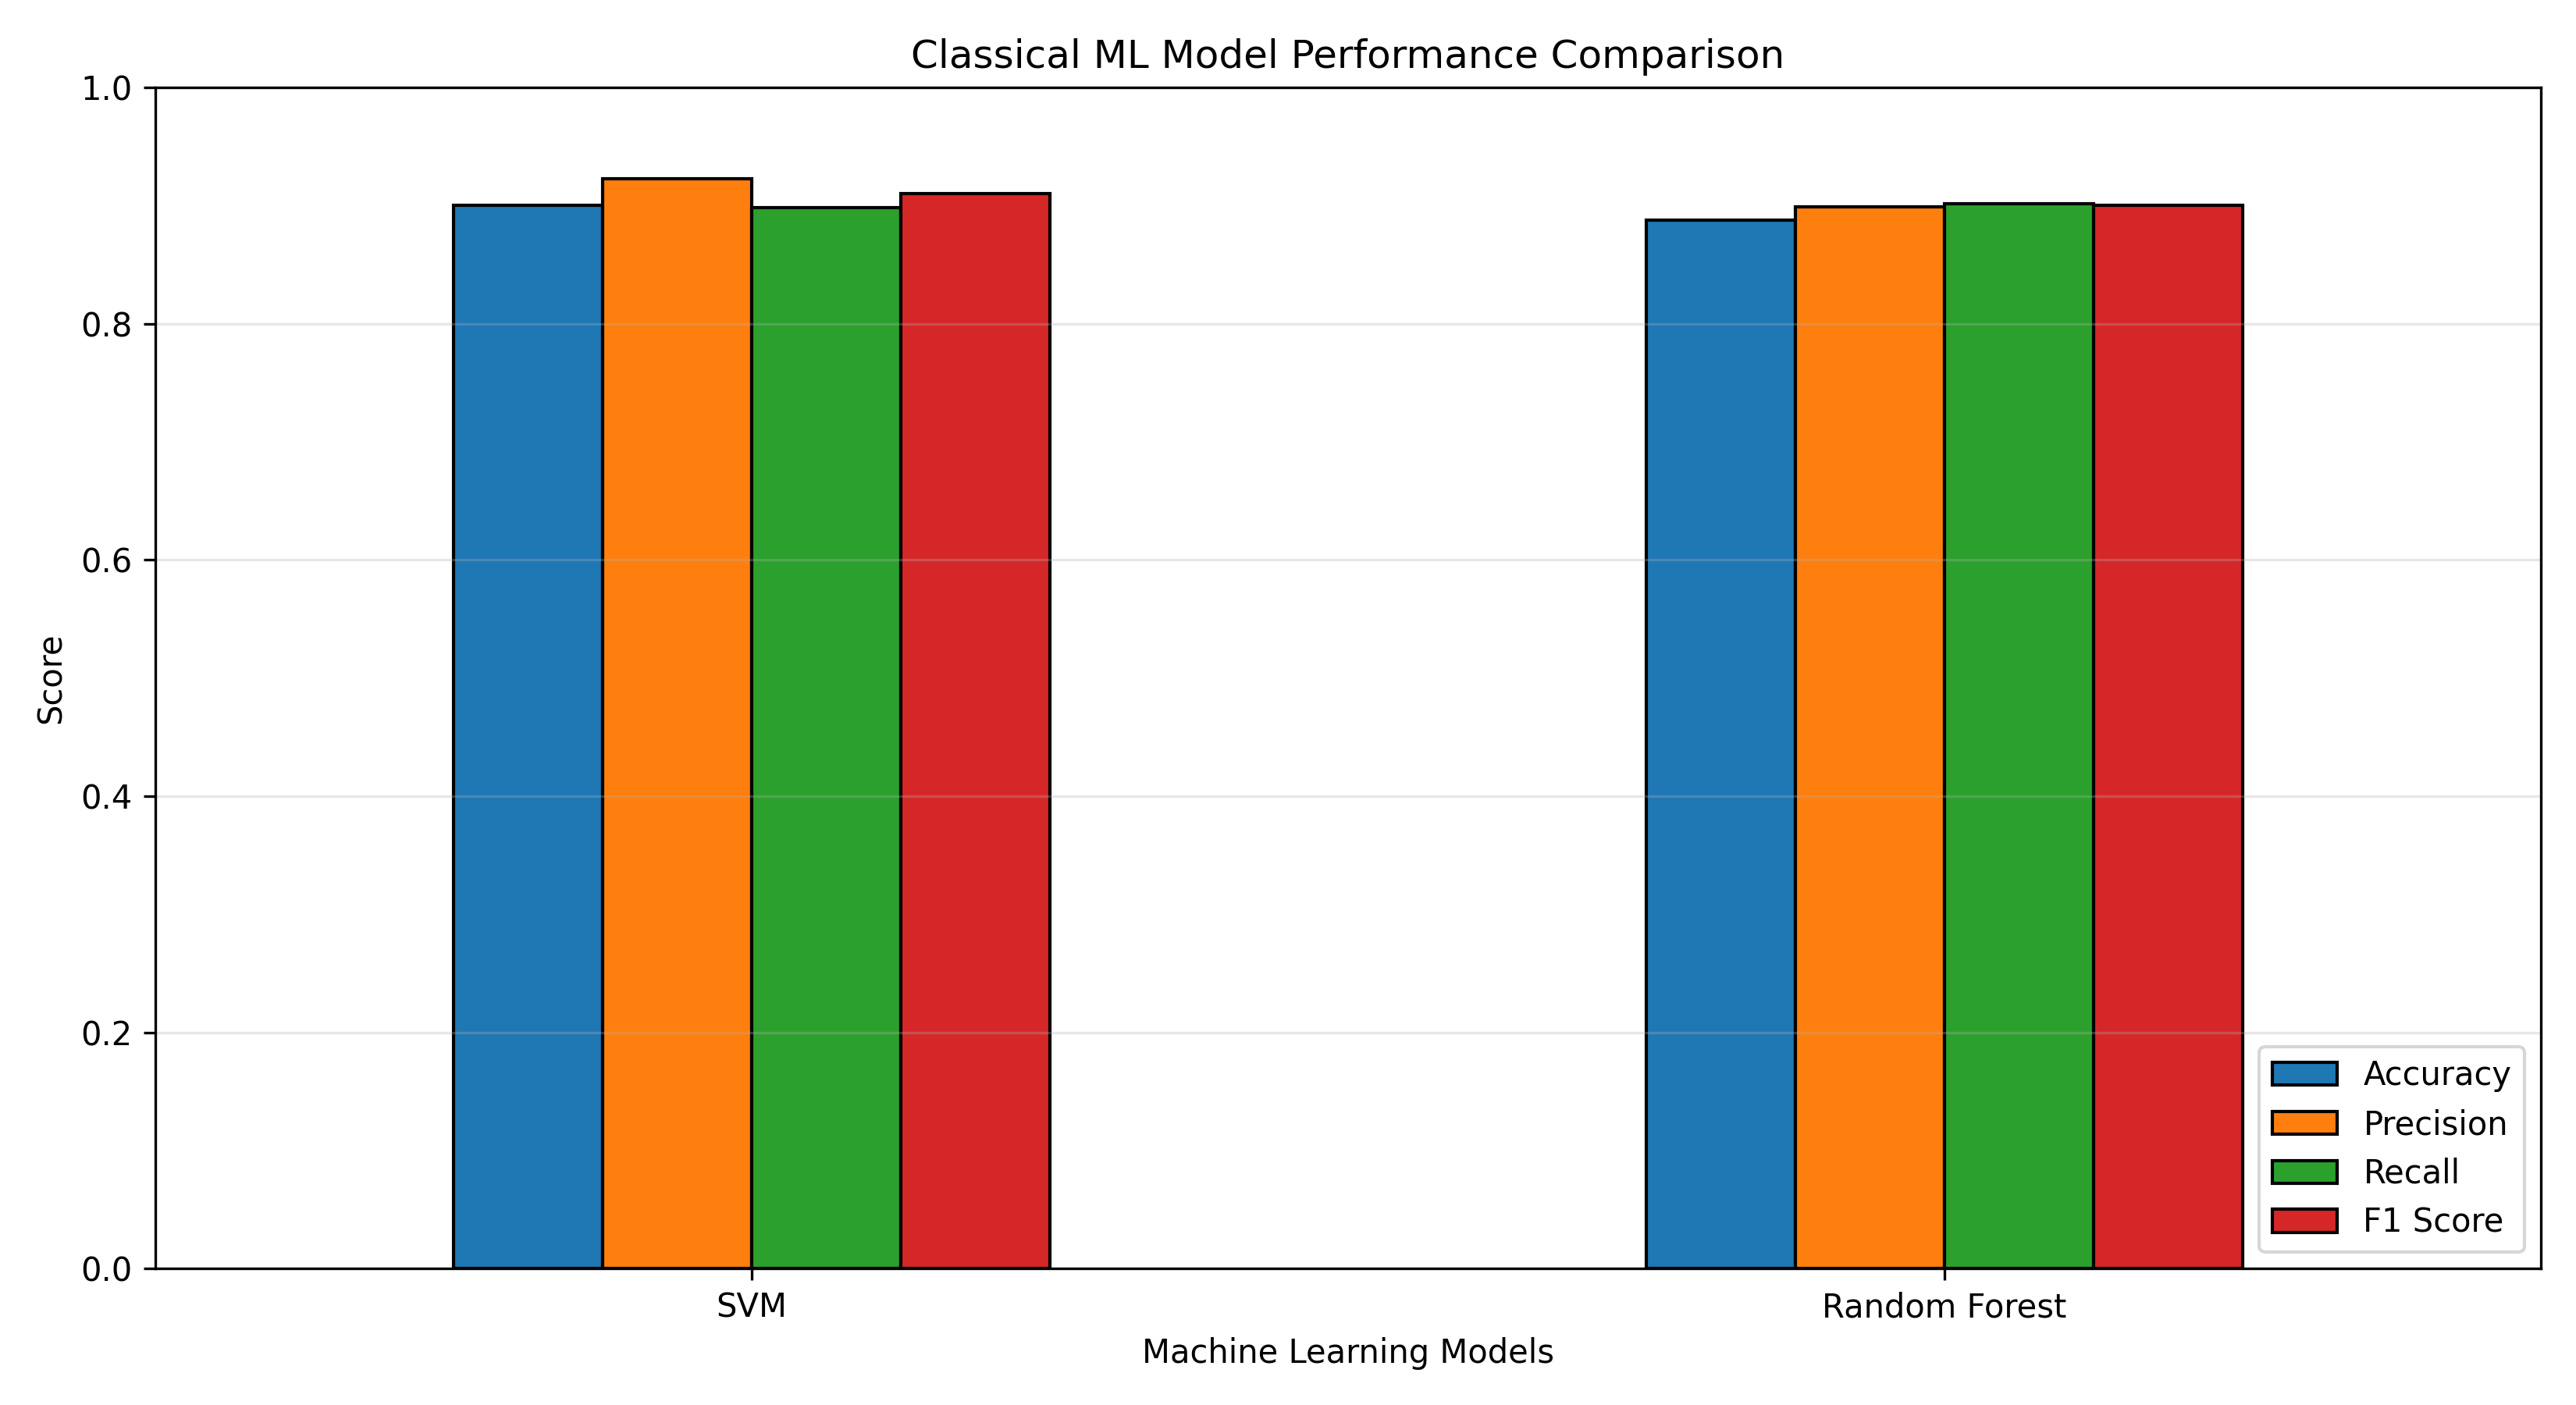 Classical ML Model Performance Comparison
1.0
0.8
0.6
0.4
0.2
0.0
Score
SVM
Random Forest
Machine Learning Models
Accuracy
Precision
Recall
F1 Score